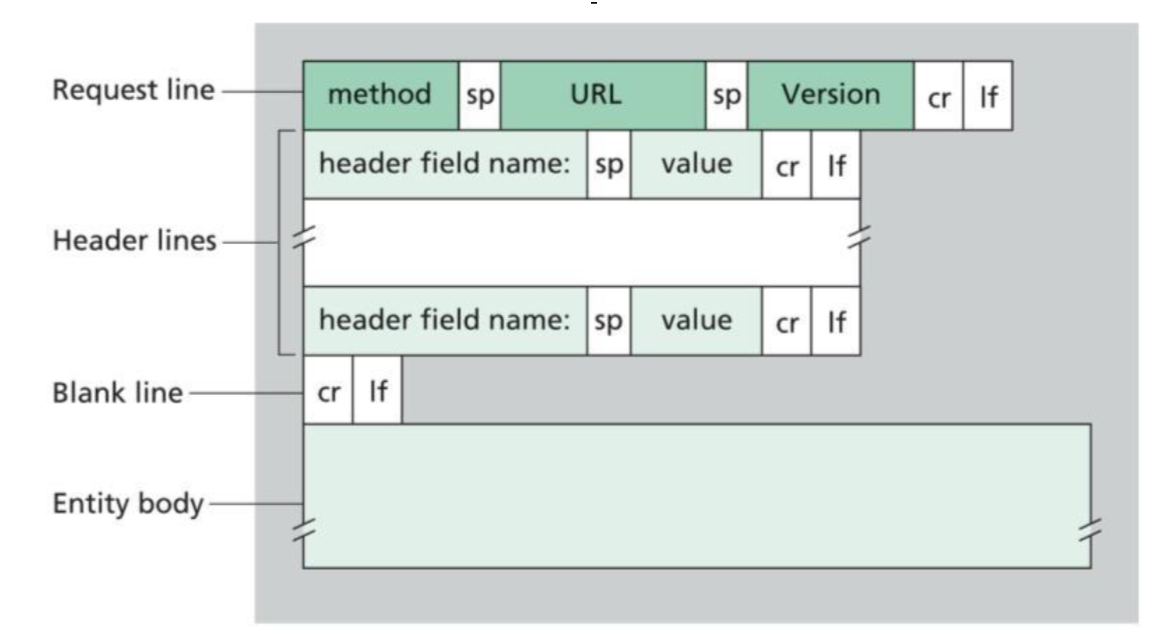 Request line method sp URL sp Version cr lf
header field name: sp value cr lf
Header lines
header field name: sp value cr lf
Blank line cr lf
Entity body